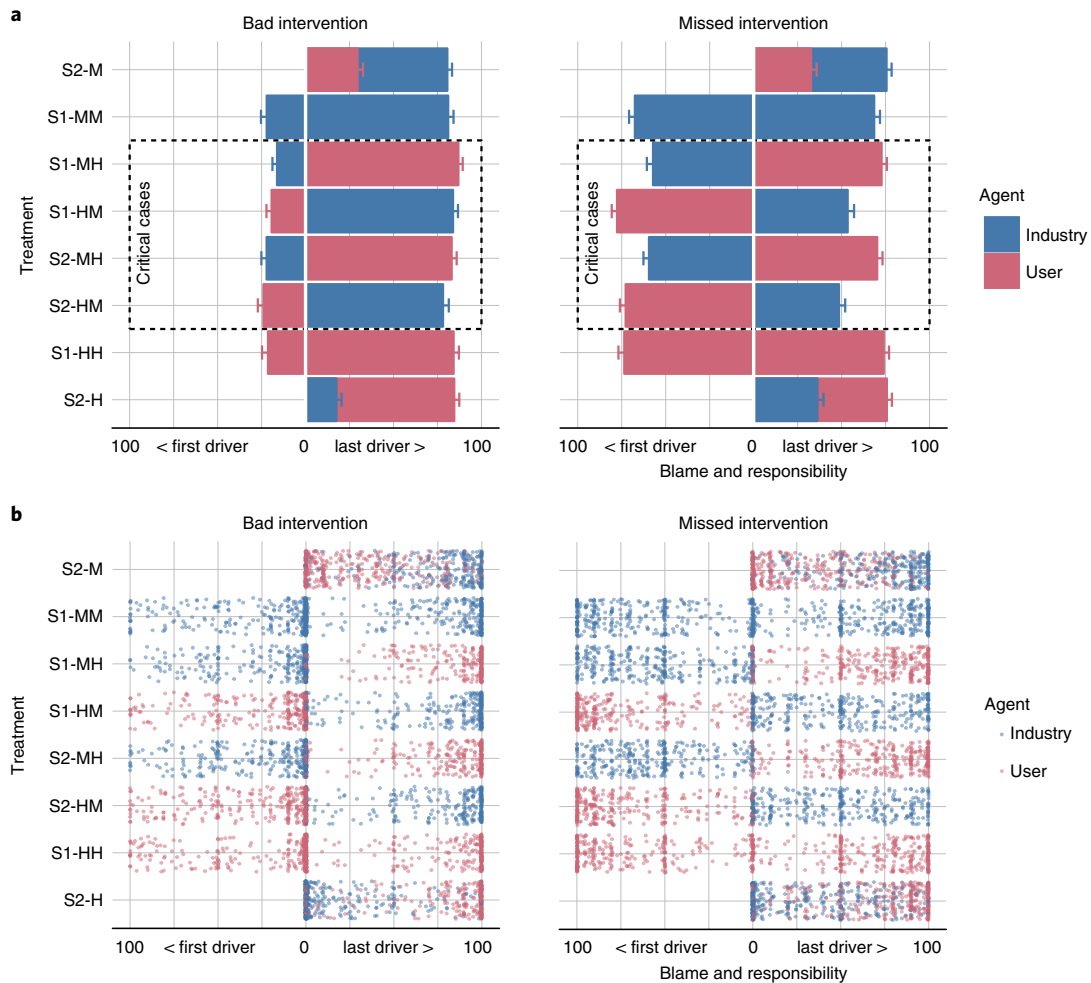 a
Bad intervention
Missed intervention
S2-M
S1-MM
S1-MH
S1-HM
S2-MH
S2-HM
S1-HH
S2-H
Treatment
Critical cases
Critical cases
Agent
Industry
User
100 < first driver 0 last driver > 100
100 < first driver 0 last driver > 100
Blame and responsibility
b
Bad intervention
Missed intervention
S2-M
S1-MM
S1-MH
S1-HM
S2-MH
S2-HM
S1-HH
S2-H
Treatment
Agent
Industry
User
100 < first driver 0 last driver > 100
100 < first driver 0 last driver > 100
Blame and responsibility